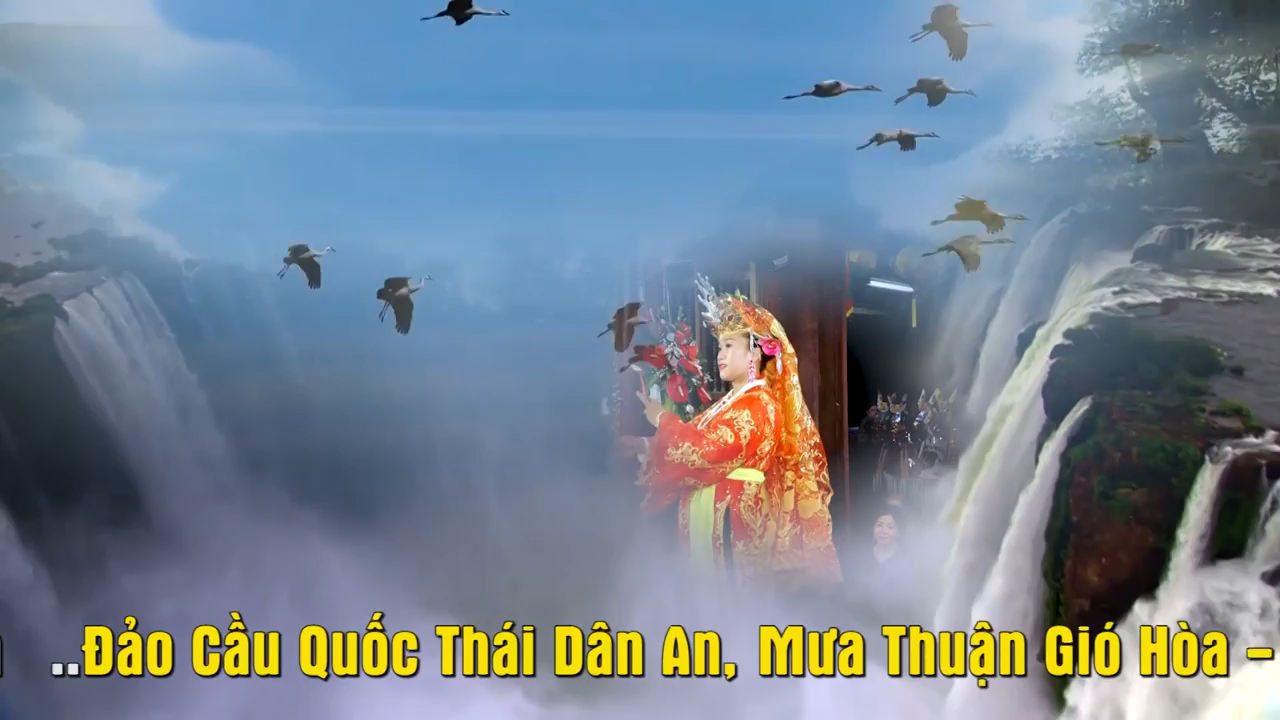 ..Đảo Cầu Quốc Thái Dân An, Mưa Thuận Gió Hòa -